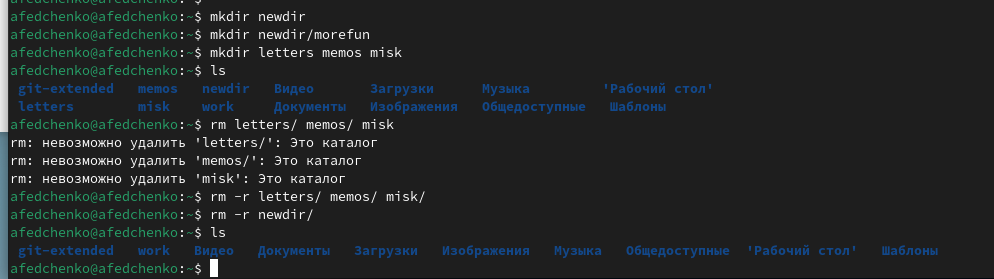 afedchenko@afedchenko:~$ mkdir newdir
afedchenko@afedchenko:~$ mkdir newdir/morefun
afedchenko@afedchenko:~$ mkdir letters memos misk
afedchenko@afedchenko:~$ ls
git-extended   memos   newdir   Видео       Загрузки      Музыка         'Рабочий стол'
letters        misk    work     Документы   Изображения   Общедоступные   Шаблоны
afedchenko@afedchenko:~$ rm letters/ memos/ misk
rm: невозможно удалить 'letters/': Это каталог
rm: невозможно удалить 'memos/': Это каталог
rm: невозможно удалить 'misk': Это каталог
afedchenko@afedchenko:~$ rm -r letters/ memos/ misk/
afedchenko@afedchenko:~$ rm -r newdir/
afedchenko@afedchenko:~$ ls
git-extended   work   Видео   Документы   Загрузки   Изображения   Музыка   Общедоступные  'Рабочий стол'   Шаблоны
afedchenko@afedchenko:~$